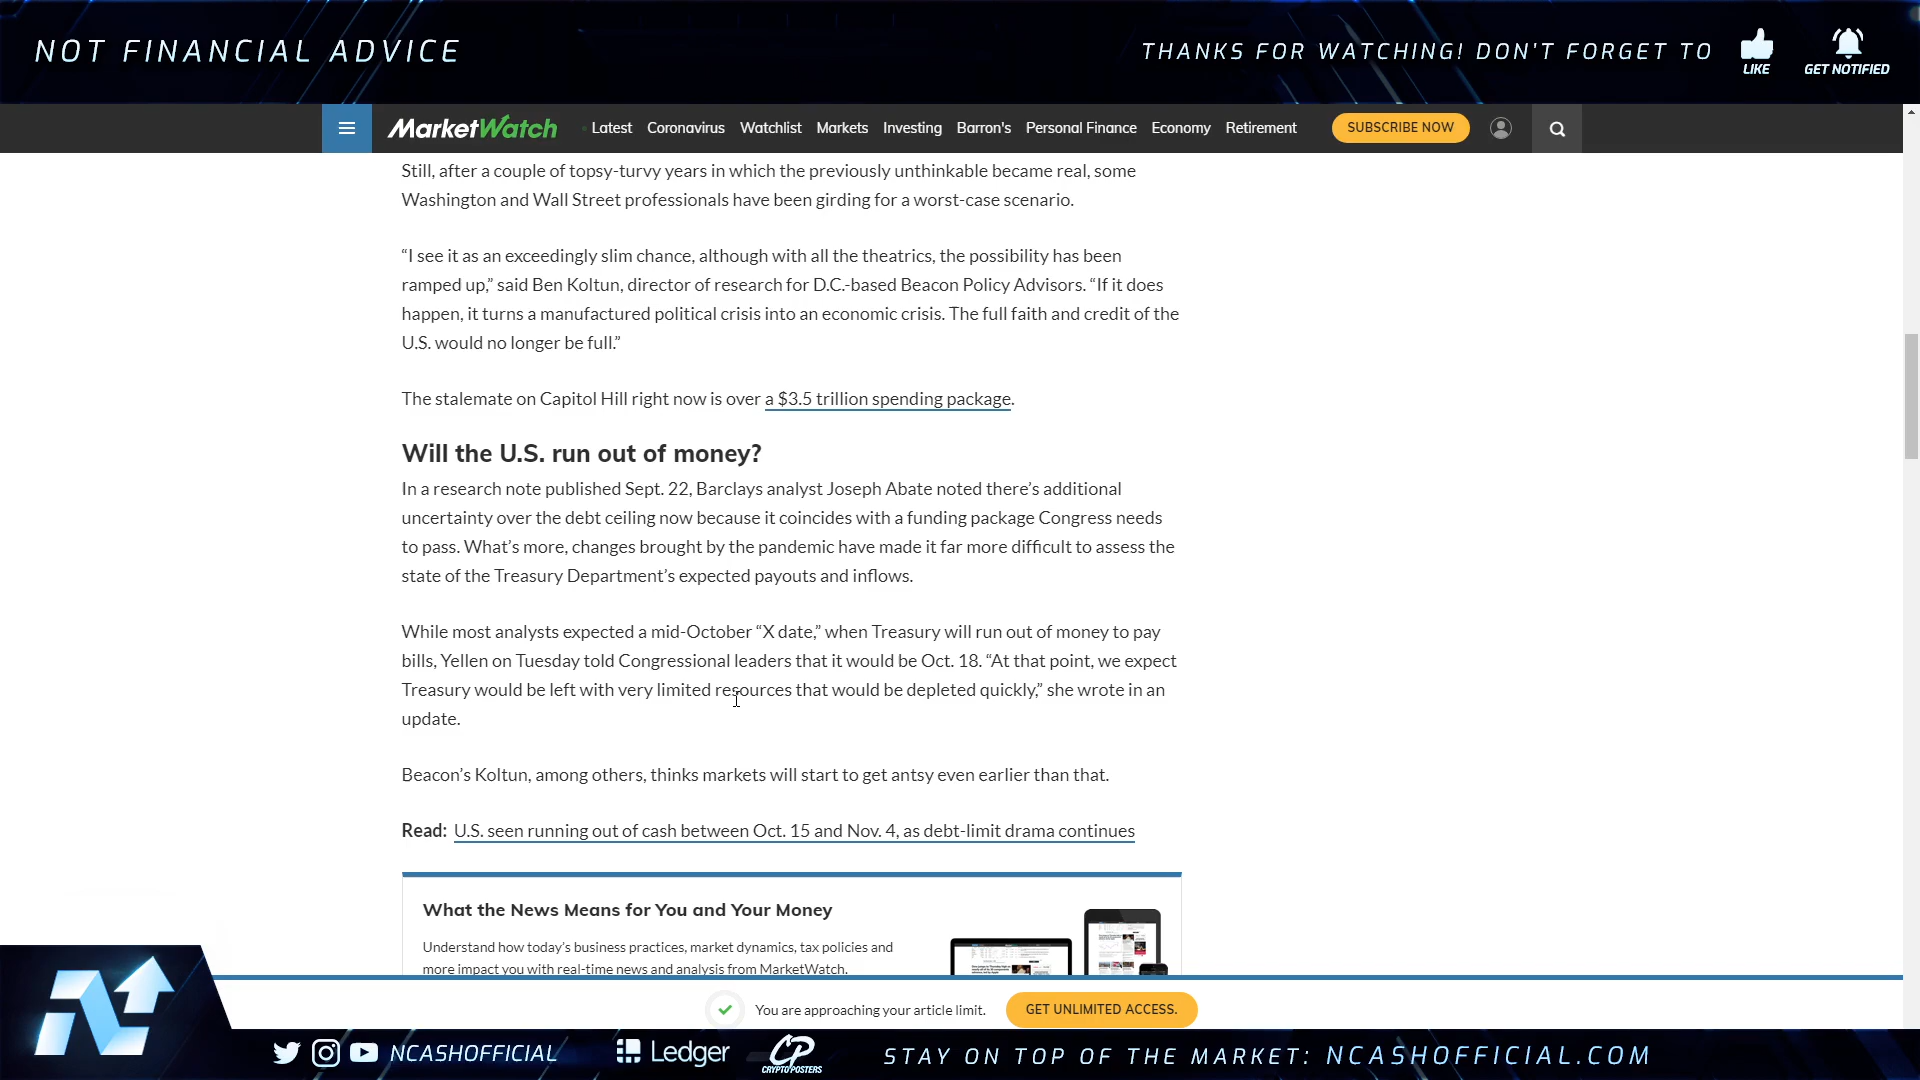 NOT FINANCIAL ADVICE
THANKS FOR WATCHING! DON'T FORGET TO
LIKE
GET NOTIFIED
MarketWatch
Latest Coronavirus Watchlist Markets Investing Barron's Personal Finance Economy Retirement
SUBSCRIBE NOW
Still, after a couple of topsy-turvy years in which the previously unthinkable became real, some
Washington and Wall Street professionals have been girding for a worst-case scenario.
“I see it as an exceedingly slim chance, although with all the theatrics, the possibility has been
ramped up,” said Ben Koltun, director of research for D.C.-based Beacon Policy Advisors. “If it does
happen, it turns a manufactured political crisis into an economic crisis. The full faith and credit of the
U.S. would no longer be full.”
The stalemate on Capitol Hill right now is over a $3.5 trillion spending package.
Will the U.S. run out of money?
In a research note published Sept. 22, Barclays analyst Joseph Abate noted there’s additional
uncertainty over the debt ceiling now because it coincides with a funding package Congress needs
to pass. What’s more, changes brought by the pandemic have made it far more difficult to assess the
state of the Treasury Department’s expected payouts and inflows.
While most analysts expected a mid-October “X date,” when Treasury will run out of money to pay
bills, Yellen on Tuesday told Congressional leaders that it would be Oct. 18. “At that point, we expect
Treasury would be left with very limited resources that would be depleted quickly,” she wrote in an
update.
Beacon’s Koltun, among others, thinks markets will start to get antsy even earlier than that.
Read: U.S. seen running out of cash between Oct. 15 and Nov. 4, as debt-limit drama continues
What the News Means for You and Your Money
Understand how today’s business practices, market dynamics, tax policies and
more impact you with real-time news and analysis from MarketWatch.
You are approaching your article limit.
GET UNLIMITED ACCESS.
NCASHOFFICIAL
Ledger
CP
CRYPTOPOSTERS
STAY ON TOP OF THE MARKET: NCASHOFFICIAL.COM